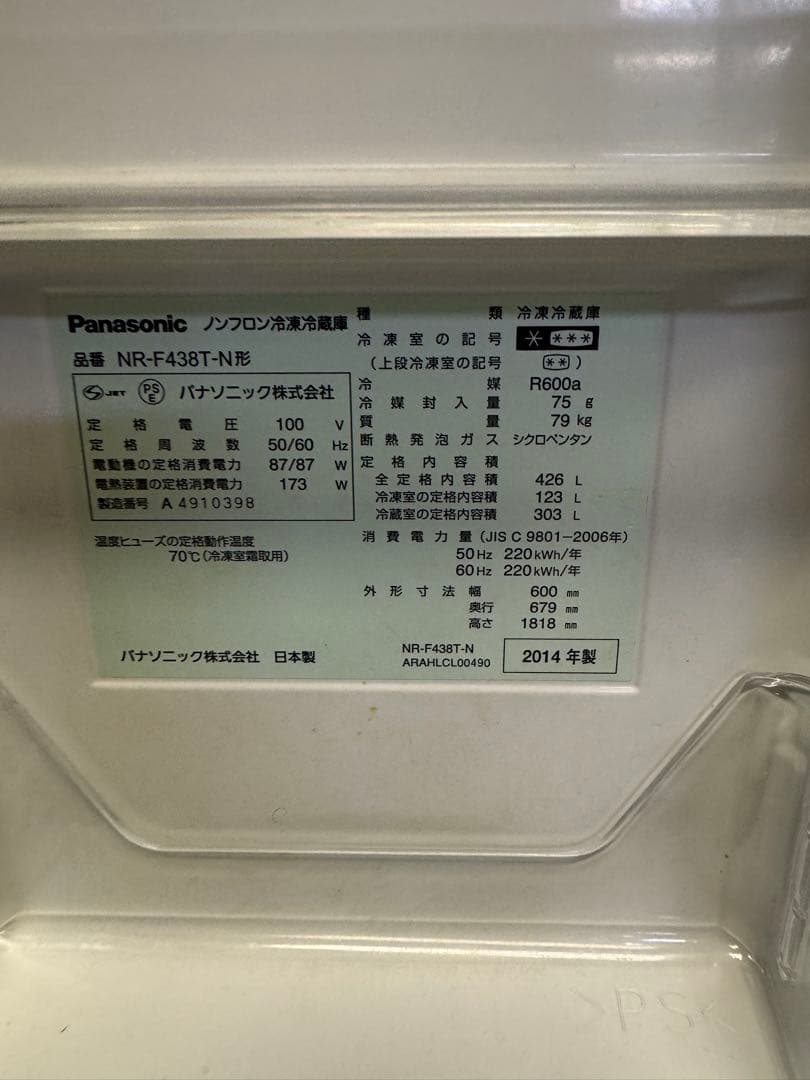 Panasonic ノンフロン冷凍冷蔵庫
品番 NR-F438T-N形
JET PSE パナソニック株式会社
定格電圧 100 V
定格周波数 50/60 Hz
電動機の定格消費電力 87/87 W
電熱装置の定格消費電力 173 W
製造番号 A 4910398
温度ヒューズの定格動作温度
70℃(冷凍室霜取用)
パナソニック株式会社 日本製
種類 冷凍冷蔵庫
冷凍室の記号 * ***
(上段冷凍室の記号 ** )
冷媒 R600a
冷媒封入量 75 g
質量 79 kg
断熱発泡ガス シクロペンタン
定格内容積
全定格内容積 426 L
冷凍室の定格内容積 123 L
冷蔵室の定格内容積 303 L
消費電力量(JIS C 9801-2006年)
50Hz 220kWh/年
60Hz 220kWh/年
外形寸法幅 600 mm
奥行 679 mm
高さ 1818 mm
NR-F438T-N
ARAHLCL00490
2014年製
>PS<